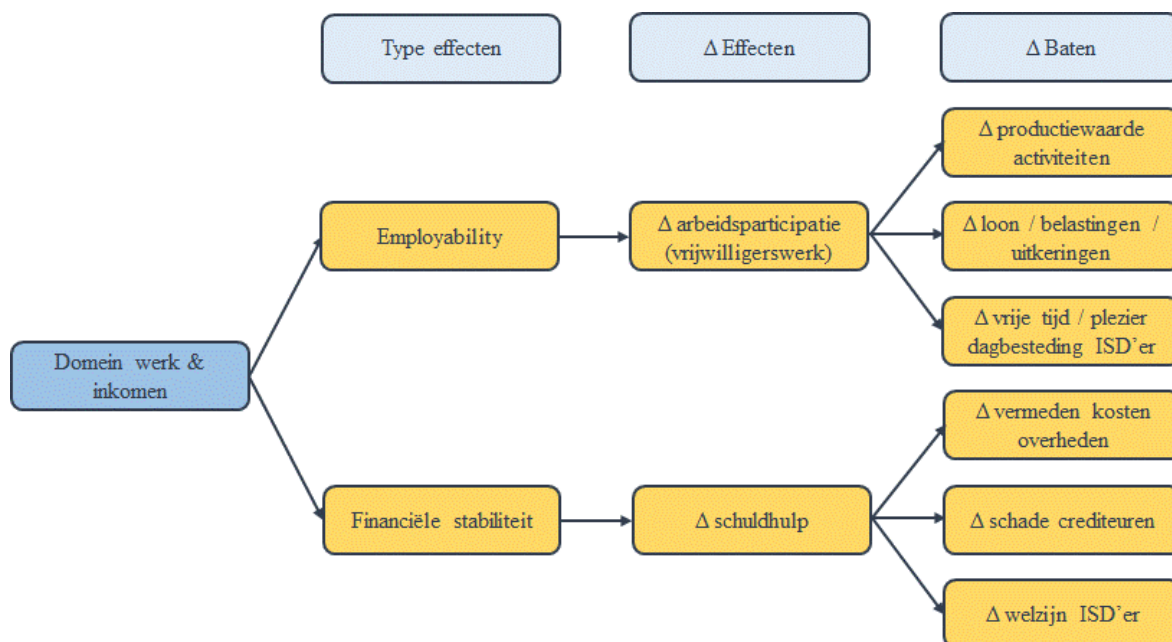 Type effecten
Δ Effecten
Δ Baten
Δ productiewaarde
activiteiten
Employability
Δ arbeidsparticipatie
(vrijwilligerswerk)
Δ loon / belastingen /
uitkeringen
Δ vrije tijd / plezier
dagbesteding ISD’er
Domein werk &
inkomen
Δ vermeden kosten
overheden
Financiële stabiliteit
Δ schuldhulp
Δ schade crediteuren
Δ welzijn ISD’er